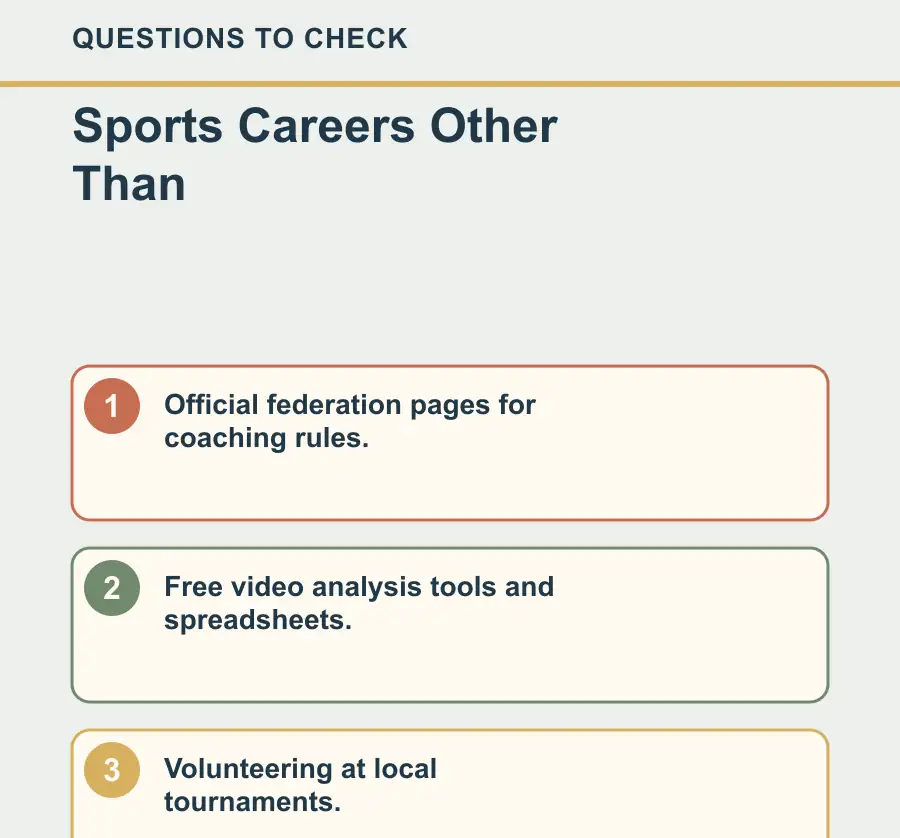 QUESTIONS TO CHECK
Sports Careers Other
Than
1
Official federation pages for
coaching rules.
2
Free video analysis tools and
spreadsheets.
3
Volunteering at local
tournaments.